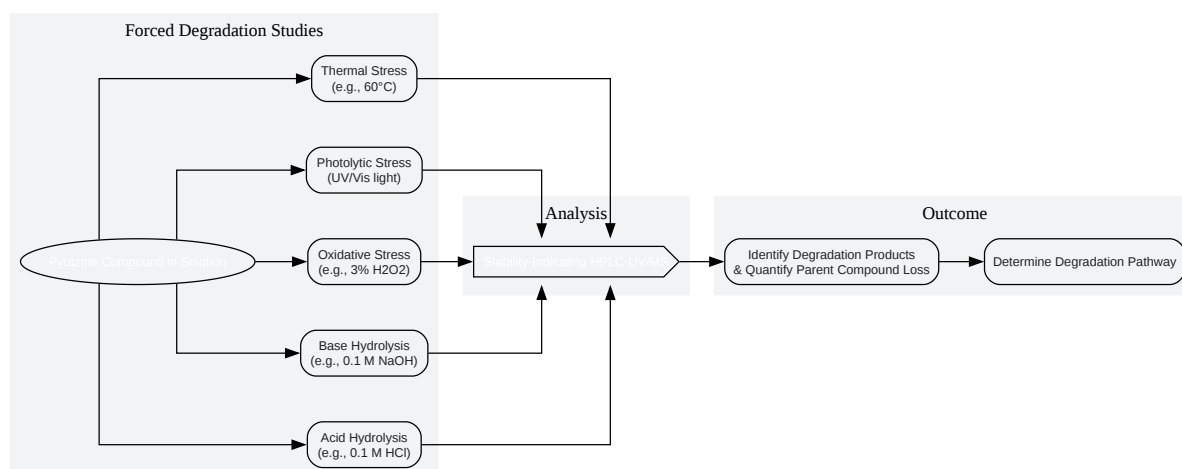 Forced Degradation Studies
Thermal Stress
(e.g., 60°C)
Photolytic Stress
(UV/Vis light)
Analysis
Outcome
Pyrazine Compound in Solution
Oxidative Stress
(e.g., 3% H2O2)
Stability-Indicating HPLC-UV/MS
Identify Degradation Products
& Quantify Parent Compound Loss
Determine Degradation Pathway
Base Hydrolysis
(e.g., 0.1 M NaOH)
Acid Hydrolysis
(e.g., 0.1 M HCl)